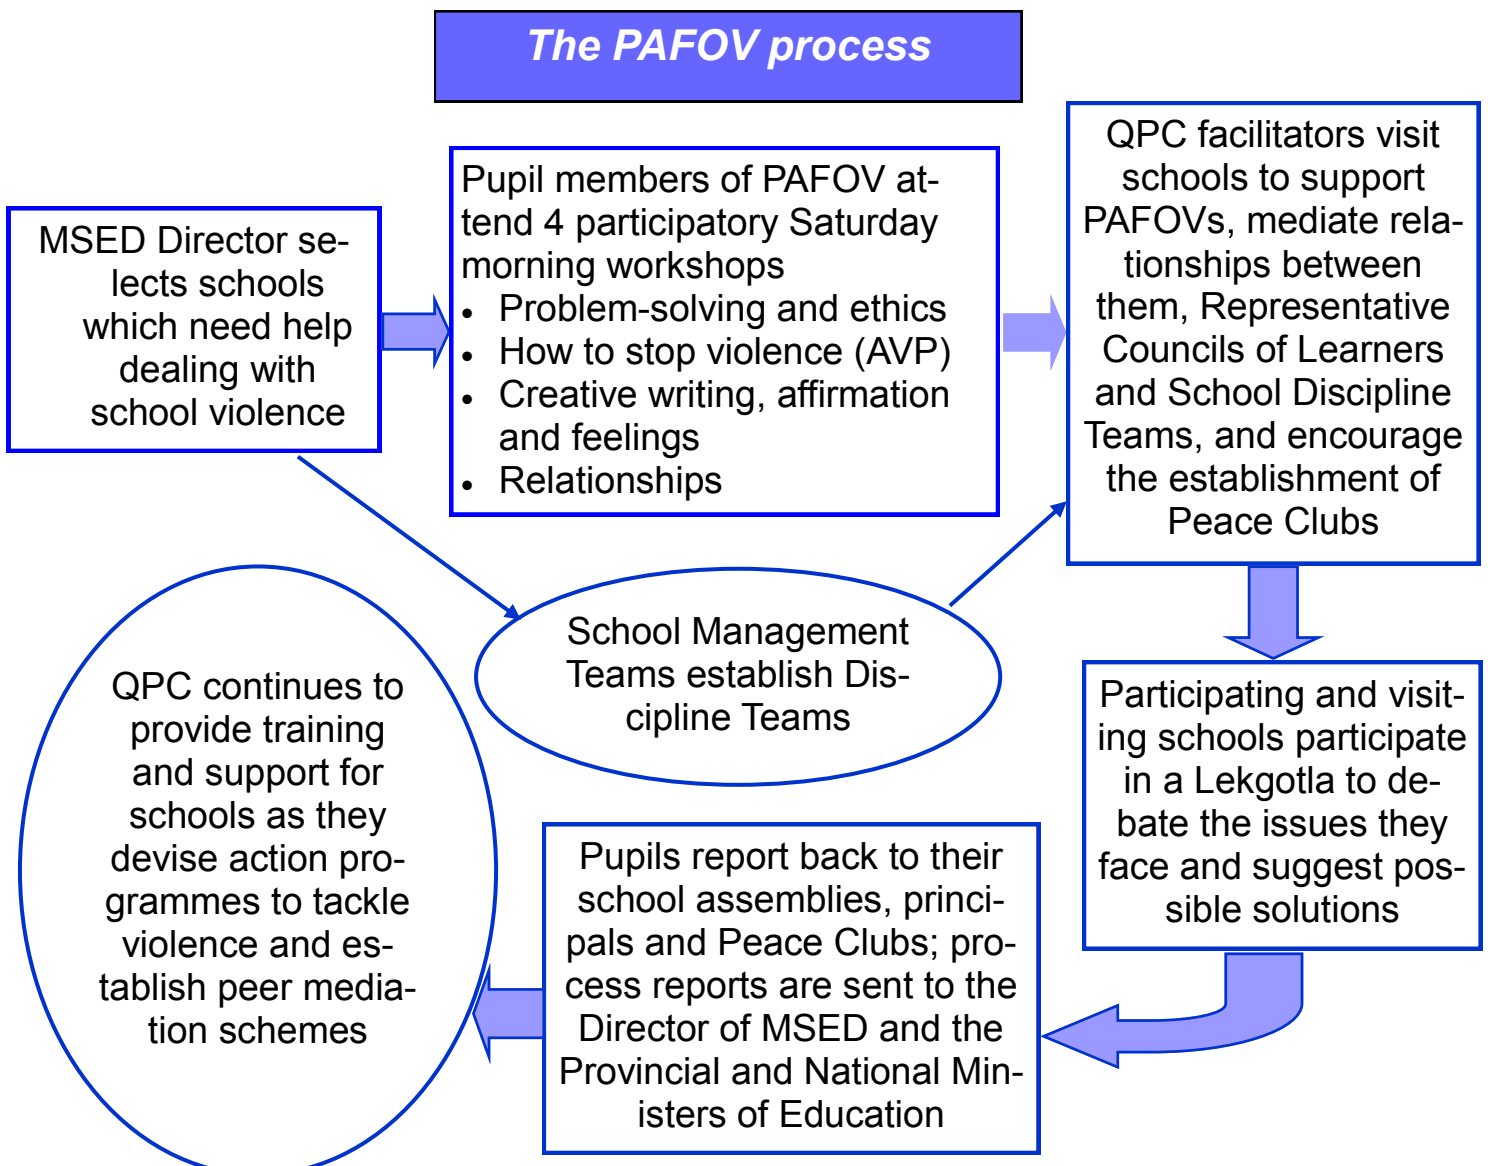 The PAFOV process
MSED Director se-
lects schools
which need help
dealing with
school violence
Pupil members of PAFOV at-
tend 4 participatory Saturday
morning workshops
• Problem-solving and ethics
• How to stop violence (AVP)
• Creative writing, affirmation
and feelings
• Relationships
QPC facilitators visit
schools to support
PAFOVs, mediate rela-
tionships between
them, Representative
Councils of Learners
and School Discipline
Teams, and encourage
the establishment of
Peace Clubs
School Management
Teams establish Dis-
cipline Teams
Participating and visit-
ing schools participate
in a Lekgotla to de-
bate the issues they
face and suggest pos-
sible solutions
Pupils report back to their
school assemblies, princi-
pals and Peace Clubs; pro-
cess reports are sent to the
Director of MSED and the
Provincial and National Min-
isters of Education
QPC continues to
provide training
and support for
schools as they
devise action pro-
grammes to tackle
violence and es-
tablish peer media-
tion schemes